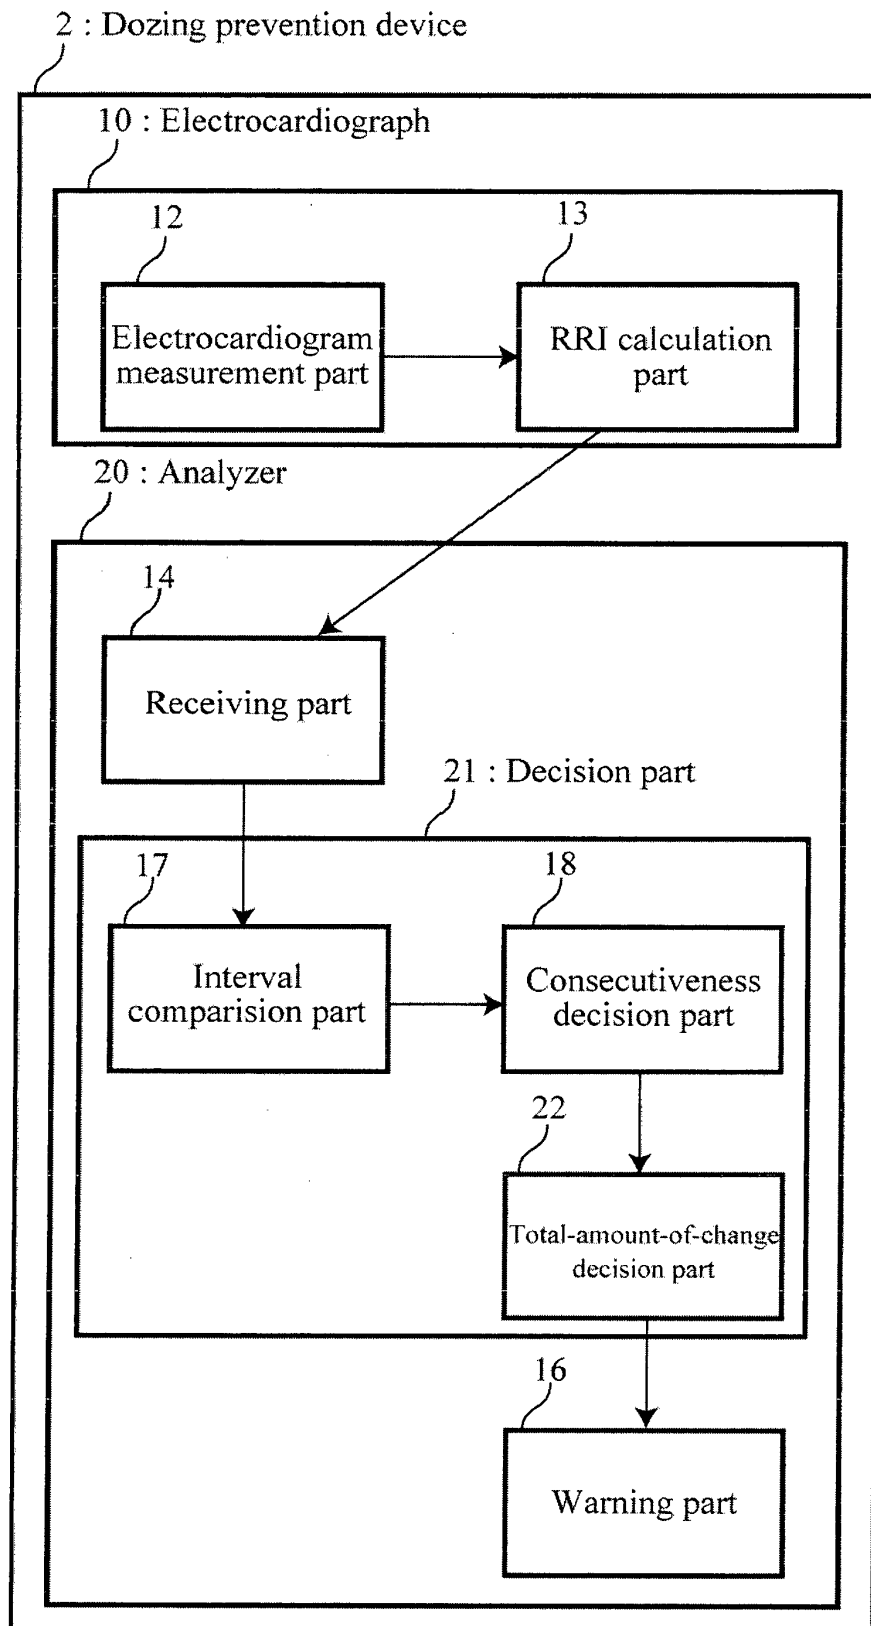 2 : Dozing prevention device
10 : Electrocardiograph
12
13
Electrocardiogram
measurement part
RRI calculation
part
20 : Analyzer
14
Receiving part
21 : Decision part
17
18
Interval
comparision part
Consecutiveness
decision part
22
Total-amount-of-change
decision part
16
Warning part